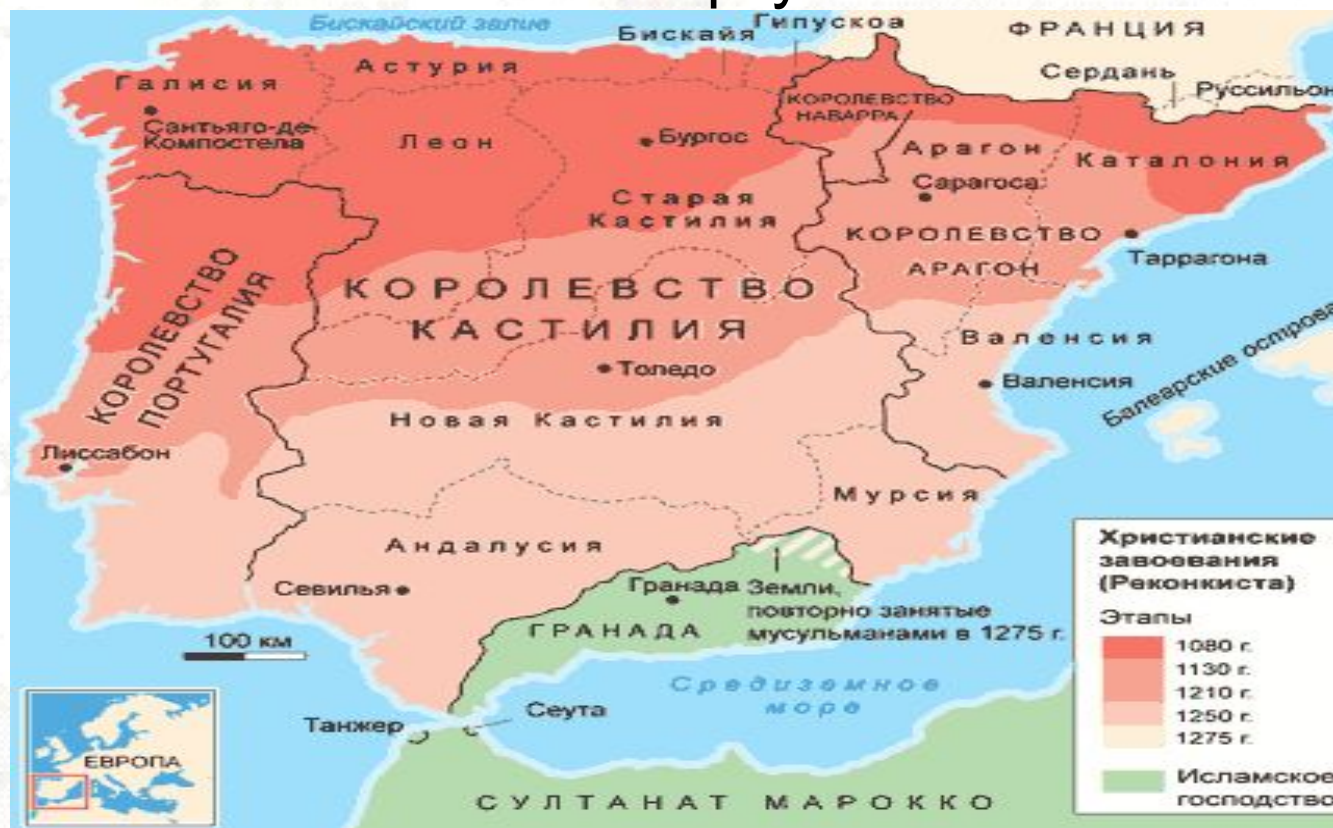 Бискайский залив
Бискайя
Гипускоа
ФРАНЦИЯ
Астурия
Сердань
Руссильон
Галисия
КОРОЛЕВСТВО
НАВАРРА
Сантьяго-де-
Компостела
Леон
Бургос
Арагон
Каталония
Сарагоса
Старая
Кастилия
КОРОЛЕВСТВО
АРАГОН
Таррагона
КОРОЛЕВСТВО
ПОРТУГАЛИЯ
КОРОЛЕВСТВО
КАСТИЛИЯ
Валенсия
Балеарские острова
Толедо
Валенсия
Новая Кастилия
Лиссабон
Мурсия
Андалусия
Севилья
Гранада
Земли,
повторно занятые
мусульманами в 1275 г.
ГРАНАДА
100 км
Средиземное
море
Танжер
Сеута
ЕВРОПА
СУЛТАНАТ МАРОККО
Христианские
завоевания
(Реконкиста)
Этапы
1080 г.
1130 г.
1210 г.
1250 г.
1275 г.
Исламское
господство